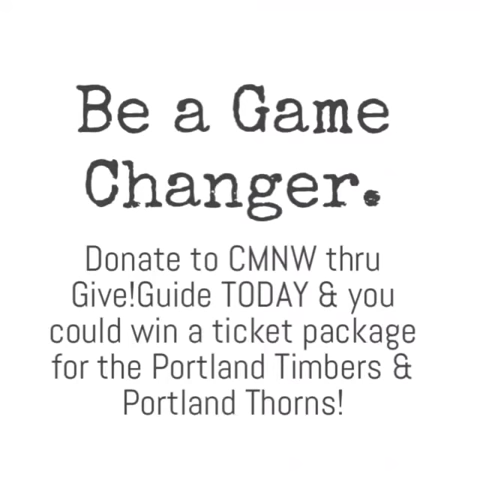 Be a Game
Changer.
Donate to CMNW thru
Give!Guide TODAY & you
could win a ticket package
for the Portland Timbers &
Portland Thorns!